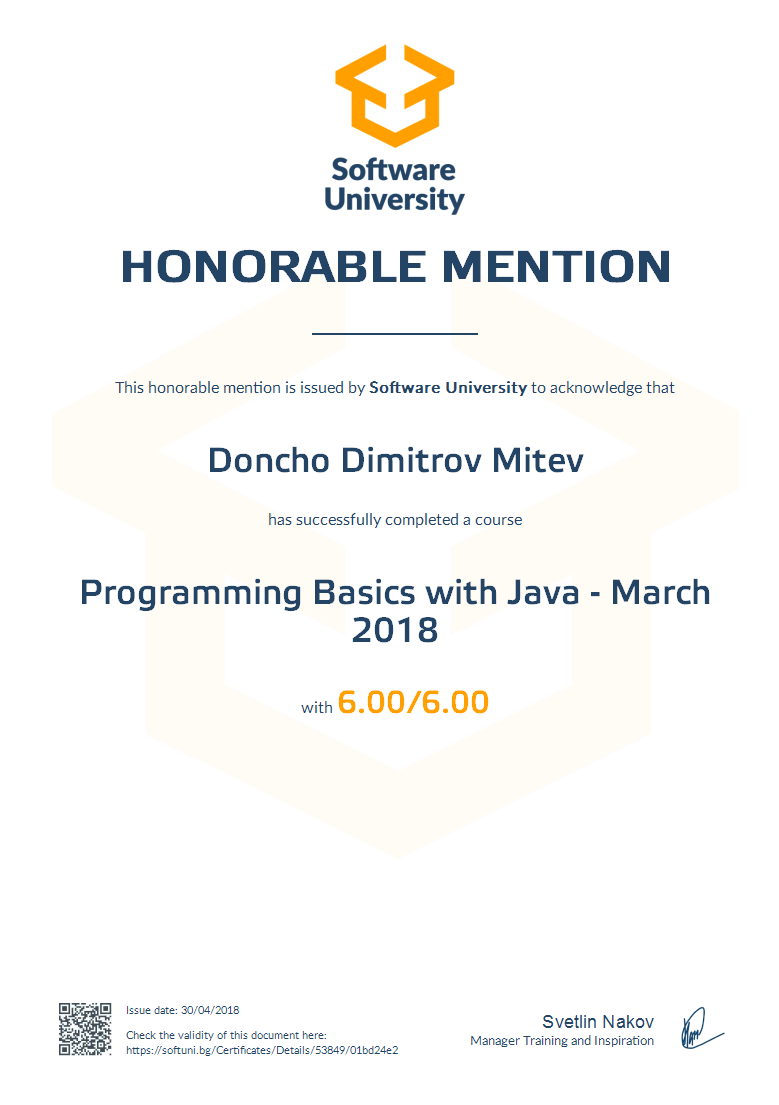 Software
University
HONORABLE MENTION
This honorable mention is issued by Software University to acknowledge that
Doncho Dimitrov Mitev
has successfully completed a course
Programming Basics with Java - March
2018
with 6.00/6.00
Issue date: 30/04/2018
Check the validity of this document here:
https://softuni.bg/Certificates/Details/53849/01bd24e2
Svetlin Nakov
Manager Training and Inspiration